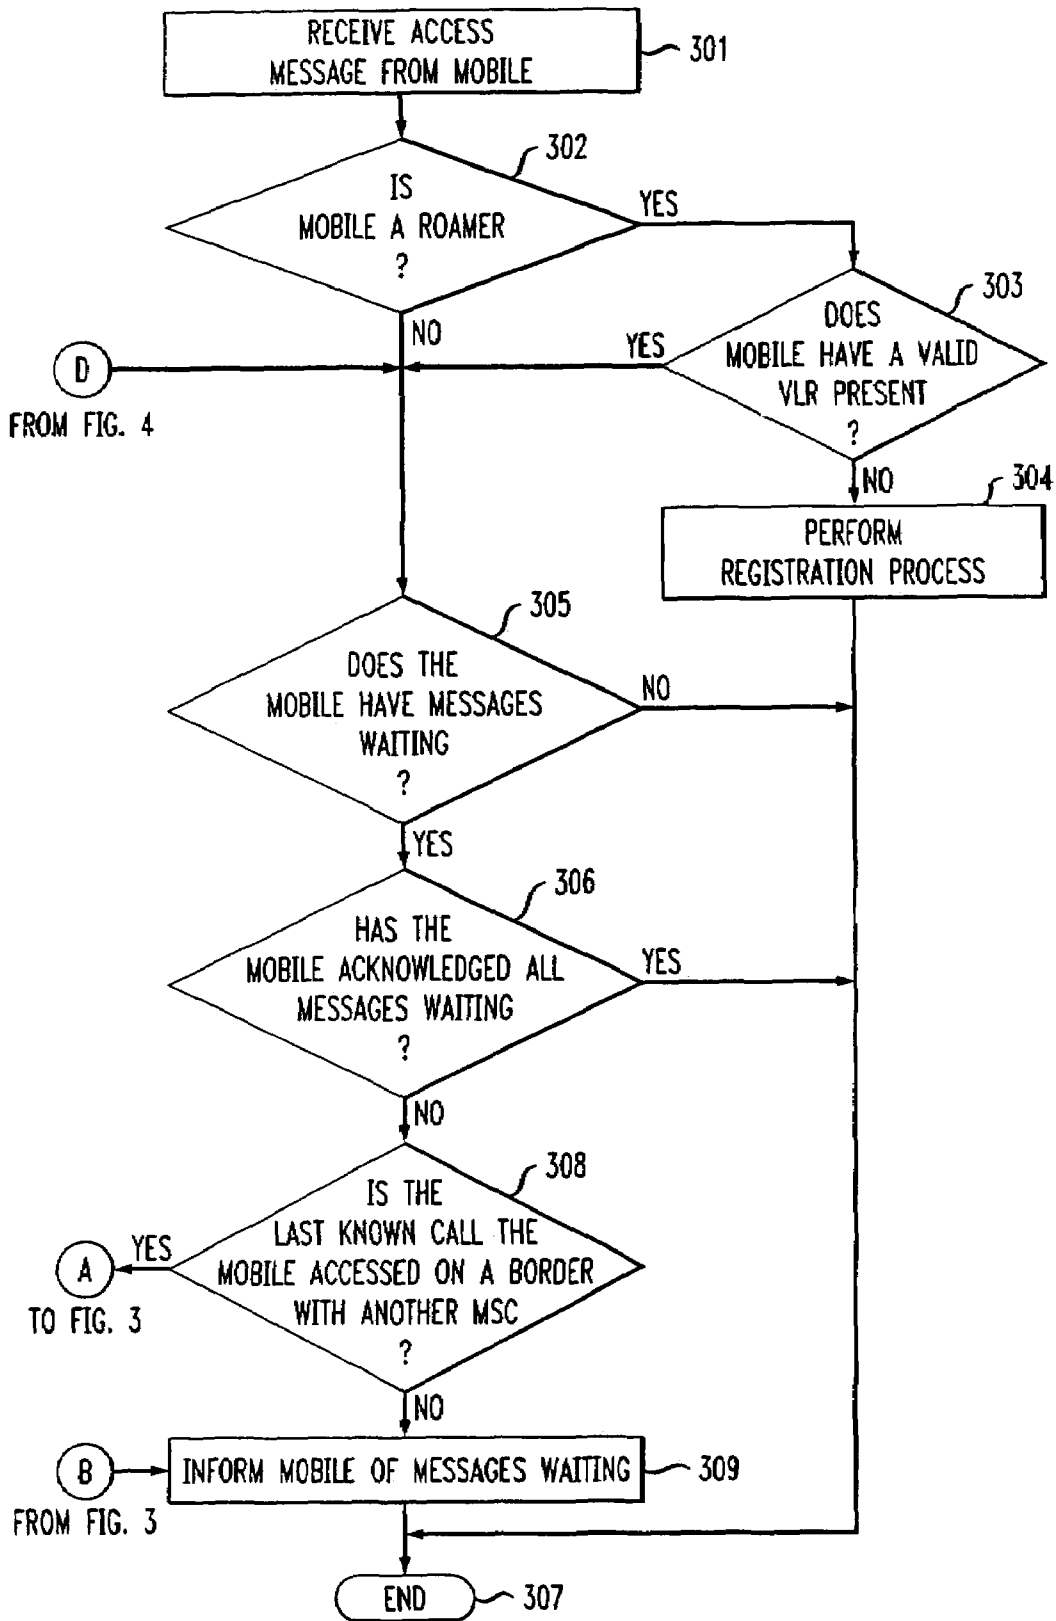 RECEIVE ACCESS
MESSAGE FROM MOBILE
301
302
IS
MOBILE A ROAMER
?
YES
NO
303
DOES
MOBILE HAVE A VALID
VLR PRESENT
?
YES
NO
D
FROM FIG. 4
304
PERFORM
REGISTRATION PROCESS
305
DOES THE
MOBILE HAVE MESSAGES
WAITING
?
NO
YES
306
HAS THE
MOBILE ACKNOWLEDGED ALL
MESSAGES WAITING
?
YES
NO
308
IS THE
LAST KNOWN CALL THE
MOBILE ACCESSED ON A BORDER
WITH ANOTHER MSC
?
YES
A
TO FIG. 3
NO
B
FROM FIG. 3
INFORM MOBILE OF MESSAGES WAITING
309
END
307